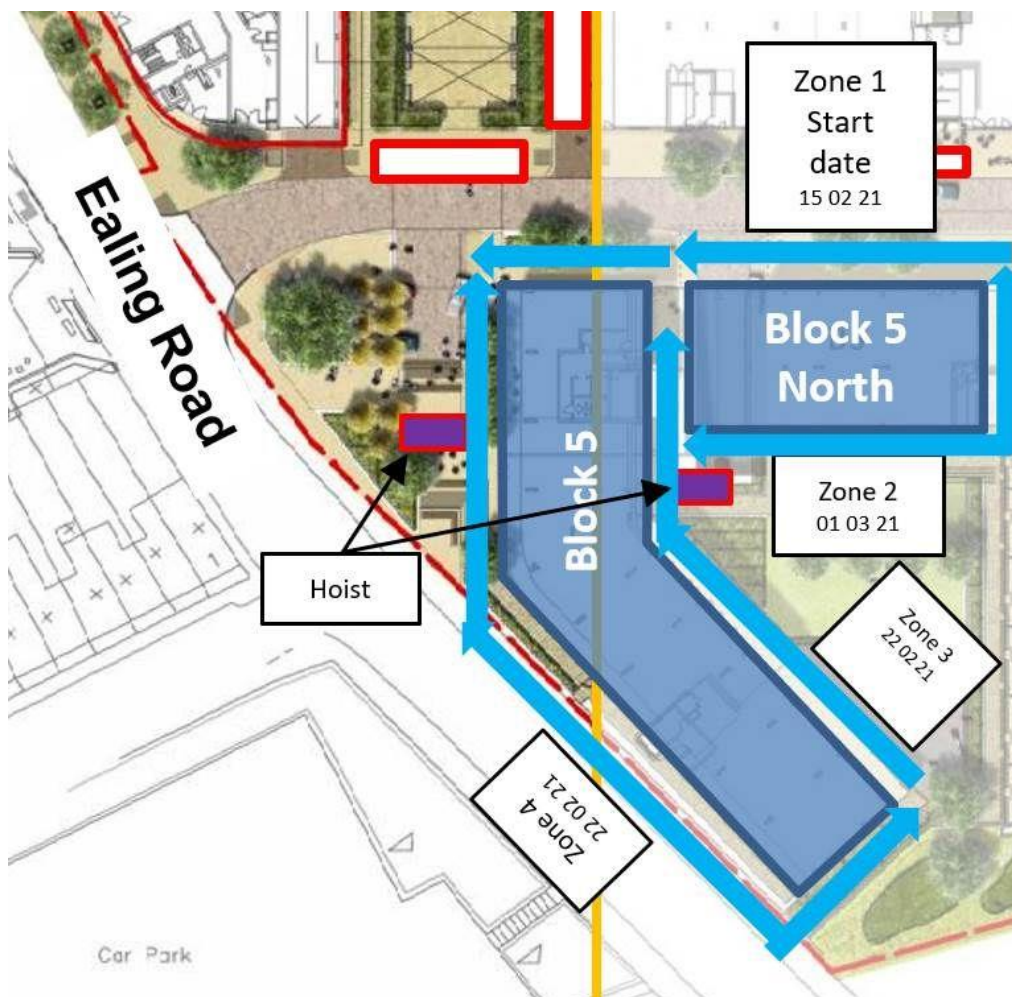 Zone 1
Start
date
15 02 21
Ealing Road
Block 5
North
Block 5
Zone 2
01 03 21
Hoist
Zone 3
22 02 21
Zone 4
22 02 21
Car Park